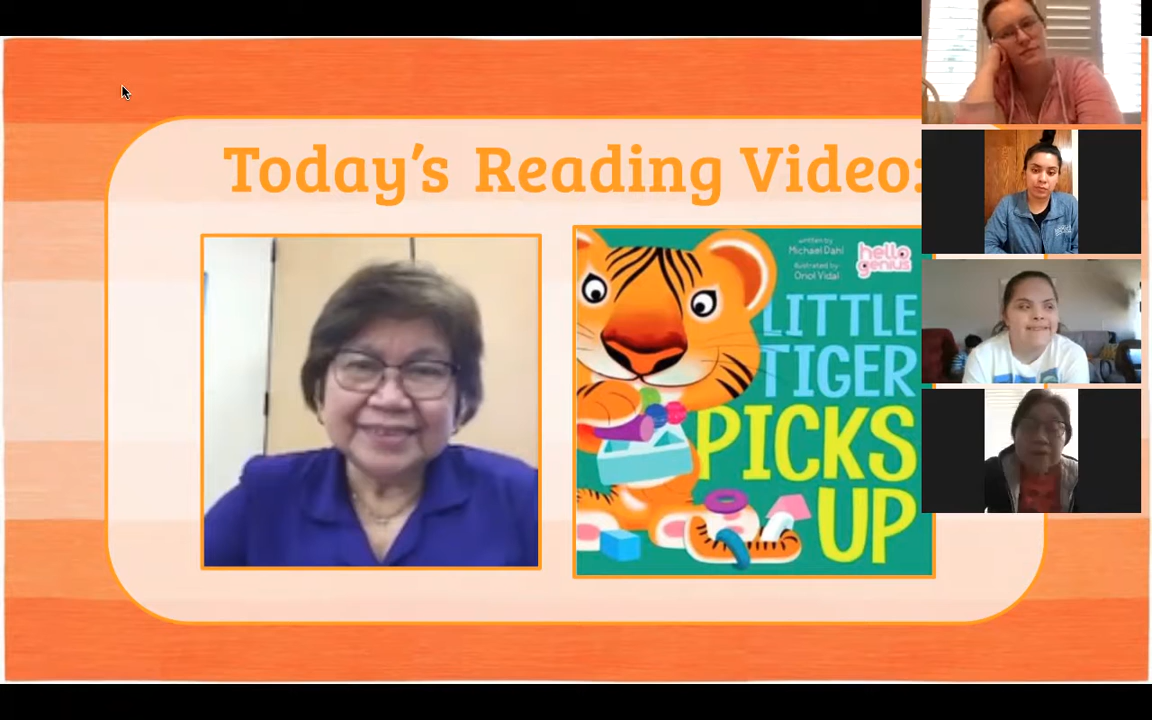 Today's Reading Video:
written by
Michael Dahl
illustrated by
Oriol Vidal
hello
genius
LITTLE
TIGER
PICKS
UP